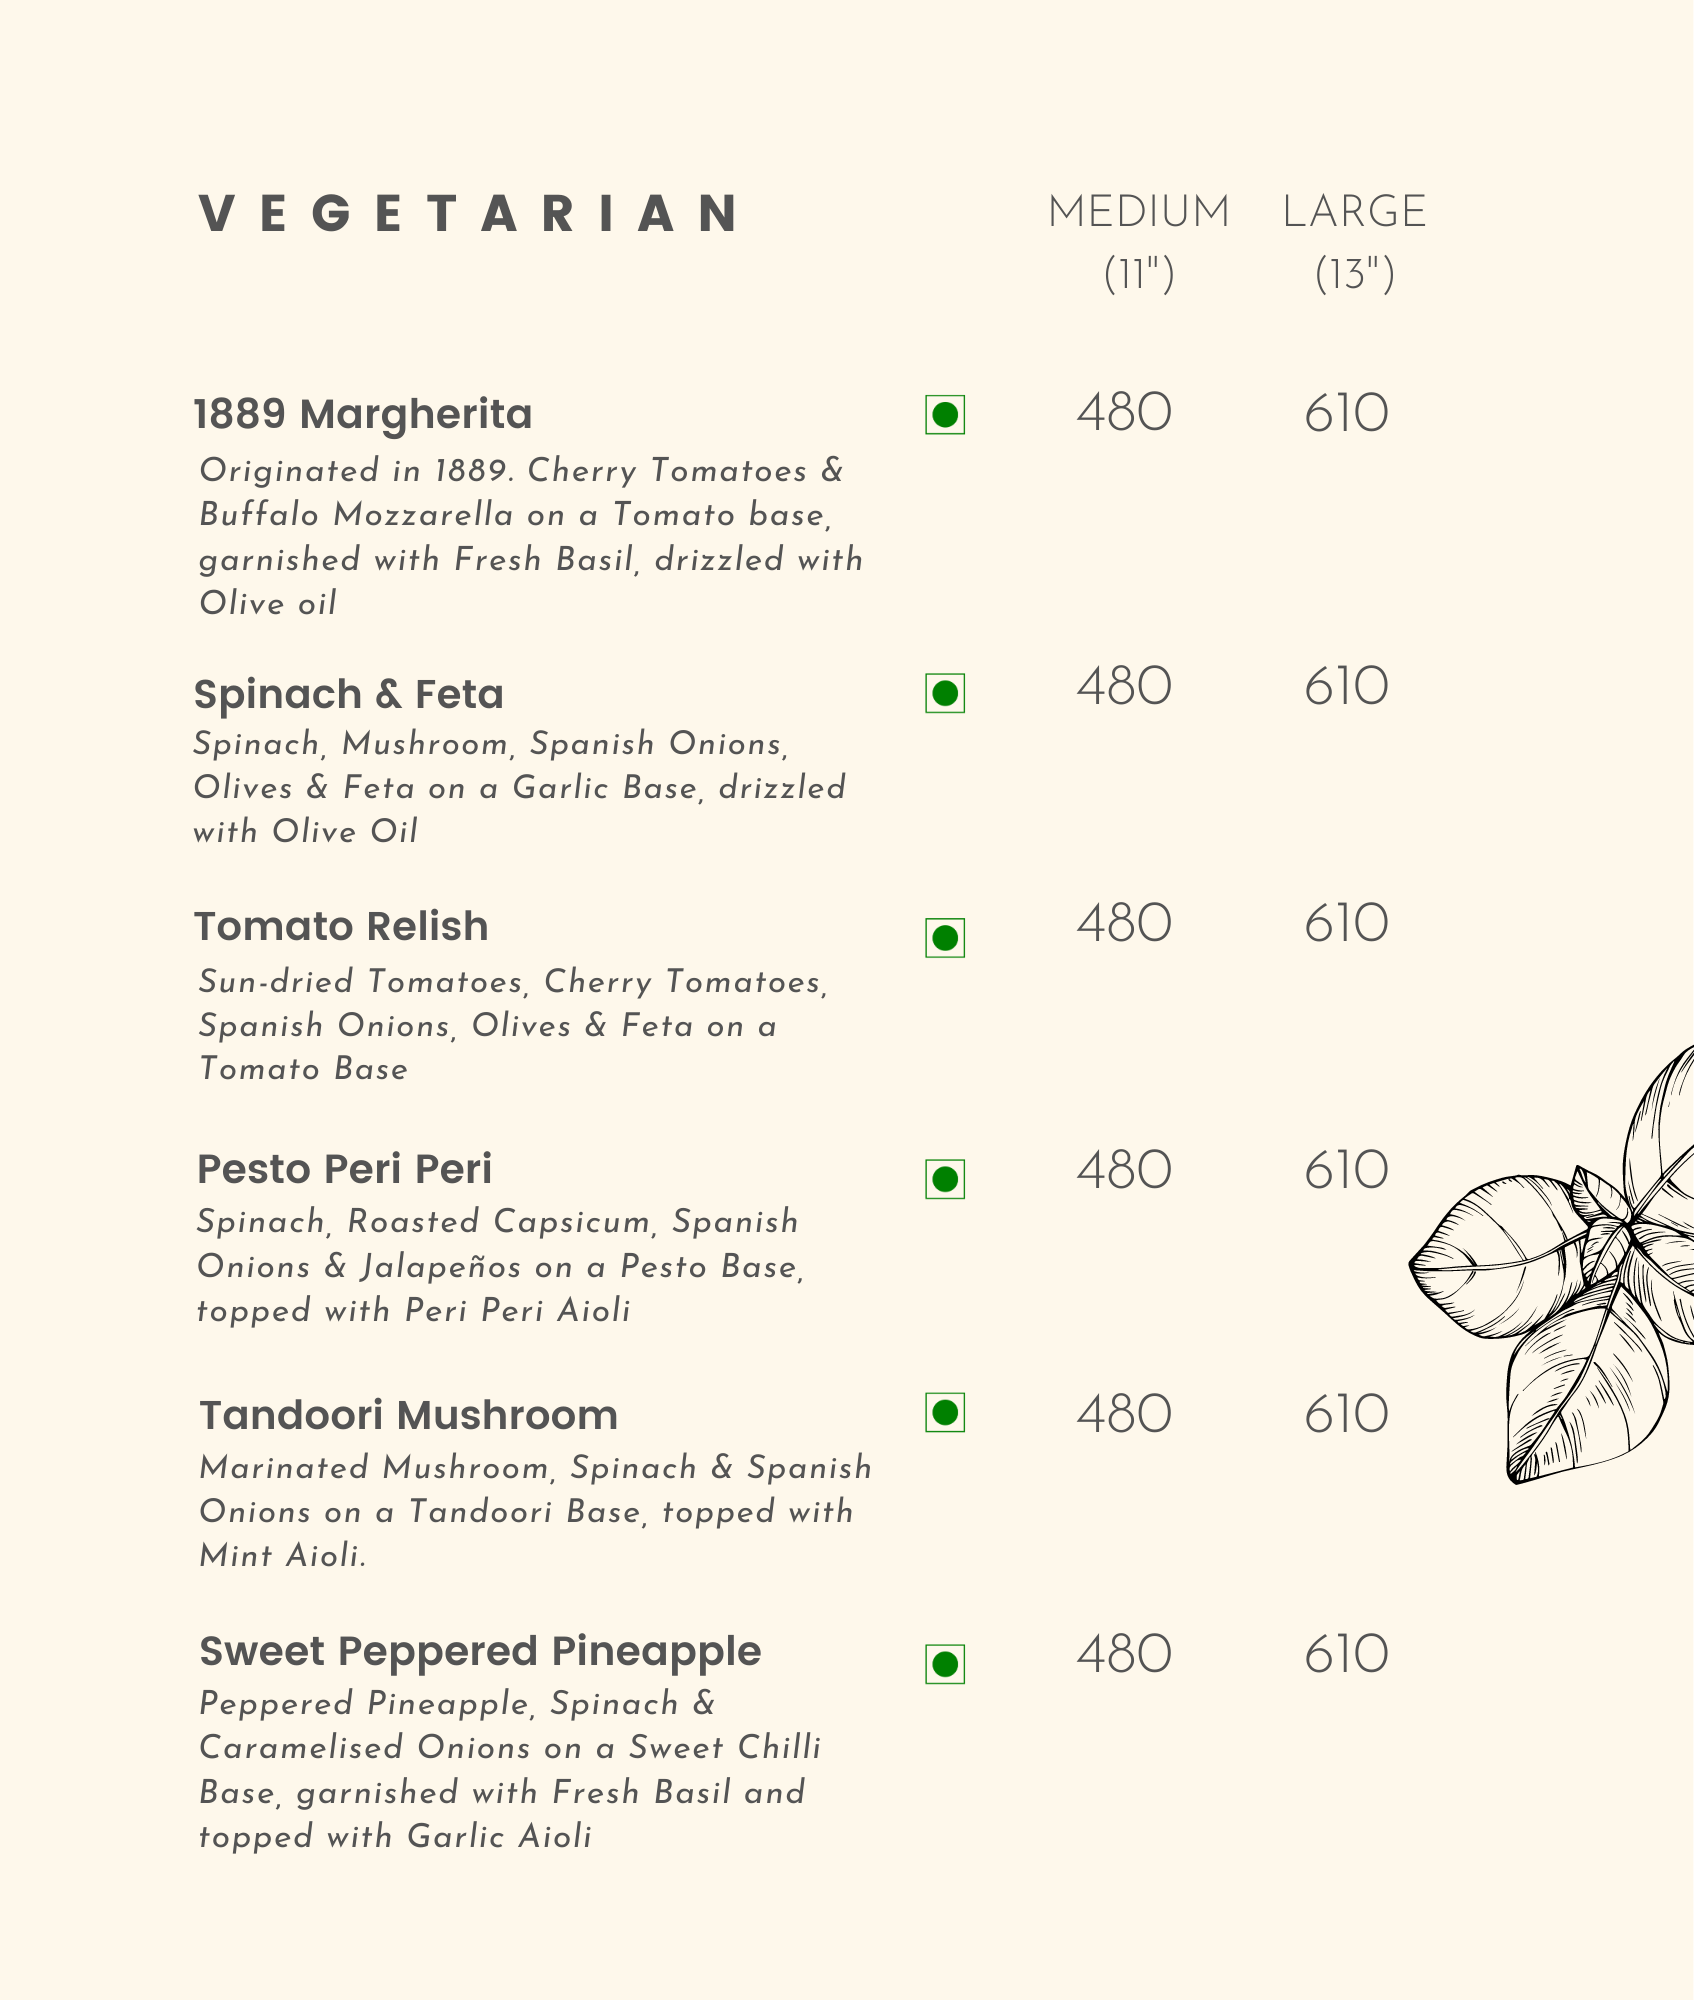 VEGETARIAN MEDIUM LARGE
(11") (13")
1889 Margherita 480 610
Originated in 1889. Cherry Tomatoes &
Buffalo Mozzarella on a Tomato base,
garnished with Fresh Basil, drizzled with
Olive oil
Spinach & Feta 480 610
Spinach, Mushroom, Spanish Onions,
Olives & Feta on a Garlic Base, drizzled
with Olive Oil
Tomato Relish 480 610
Sun-dried Tomatoes, Cherry Tomatoes,
Spanish Onions, Olives & Feta on a
Tomato Base
Pesto Peri Peri 480 610
Spinach, Roasted Capsicum, Spanish
Onions & Jalapeños on a Pesto Base,
topped with Peri Peri Aioli
Tandoori Mushroom 480 610
Marinated Mushroom, Spinach & Spanish
Onions on a Tandoori Base, topped with
Mint Aioli.
Sweet Peppered Pineapple 480 610
Peppered Pineapple, Spinach &
Caramelised Onions on a Sweet Chilli
Base, garnished with Fresh Basil and
topped with Garlic Aioli